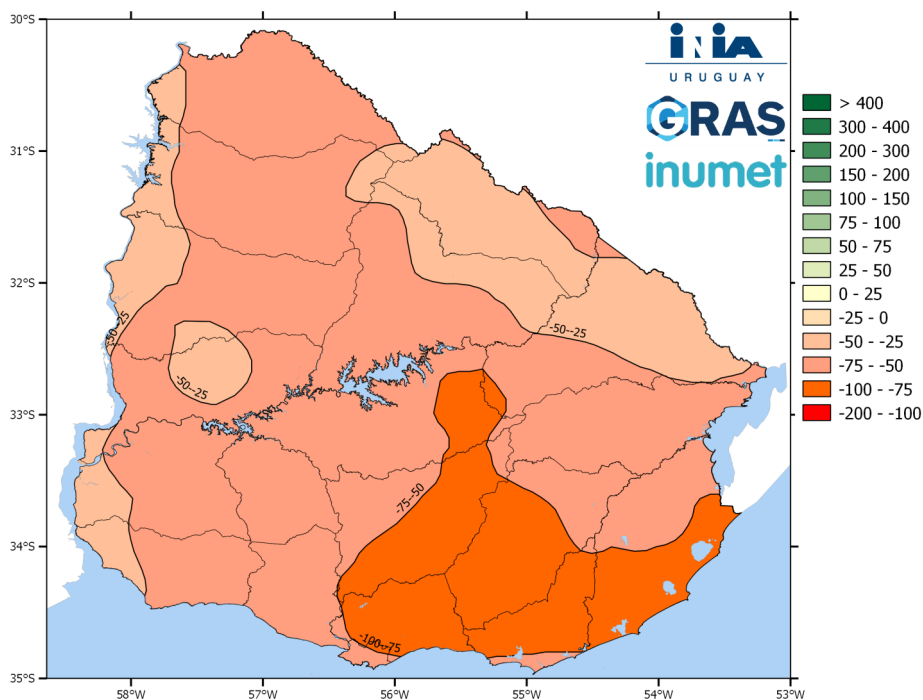 INIA
URUGUAY
GRAS
inumet
> 400
300 - 400
200 - 300
150 - 200
100 - 150
75 - 100
50 - 75
25 - 50
0 - 25
-25 - 0
-50 - -25
-75 - -50
-100 - -75
-200 - -100
30°S
31°S
32°S
33°S
34°S
35°S
-50--25
-50--25
-50--25
-75--50
-100--75
58°W
57°W
56°W
55°W
54°W
53°W